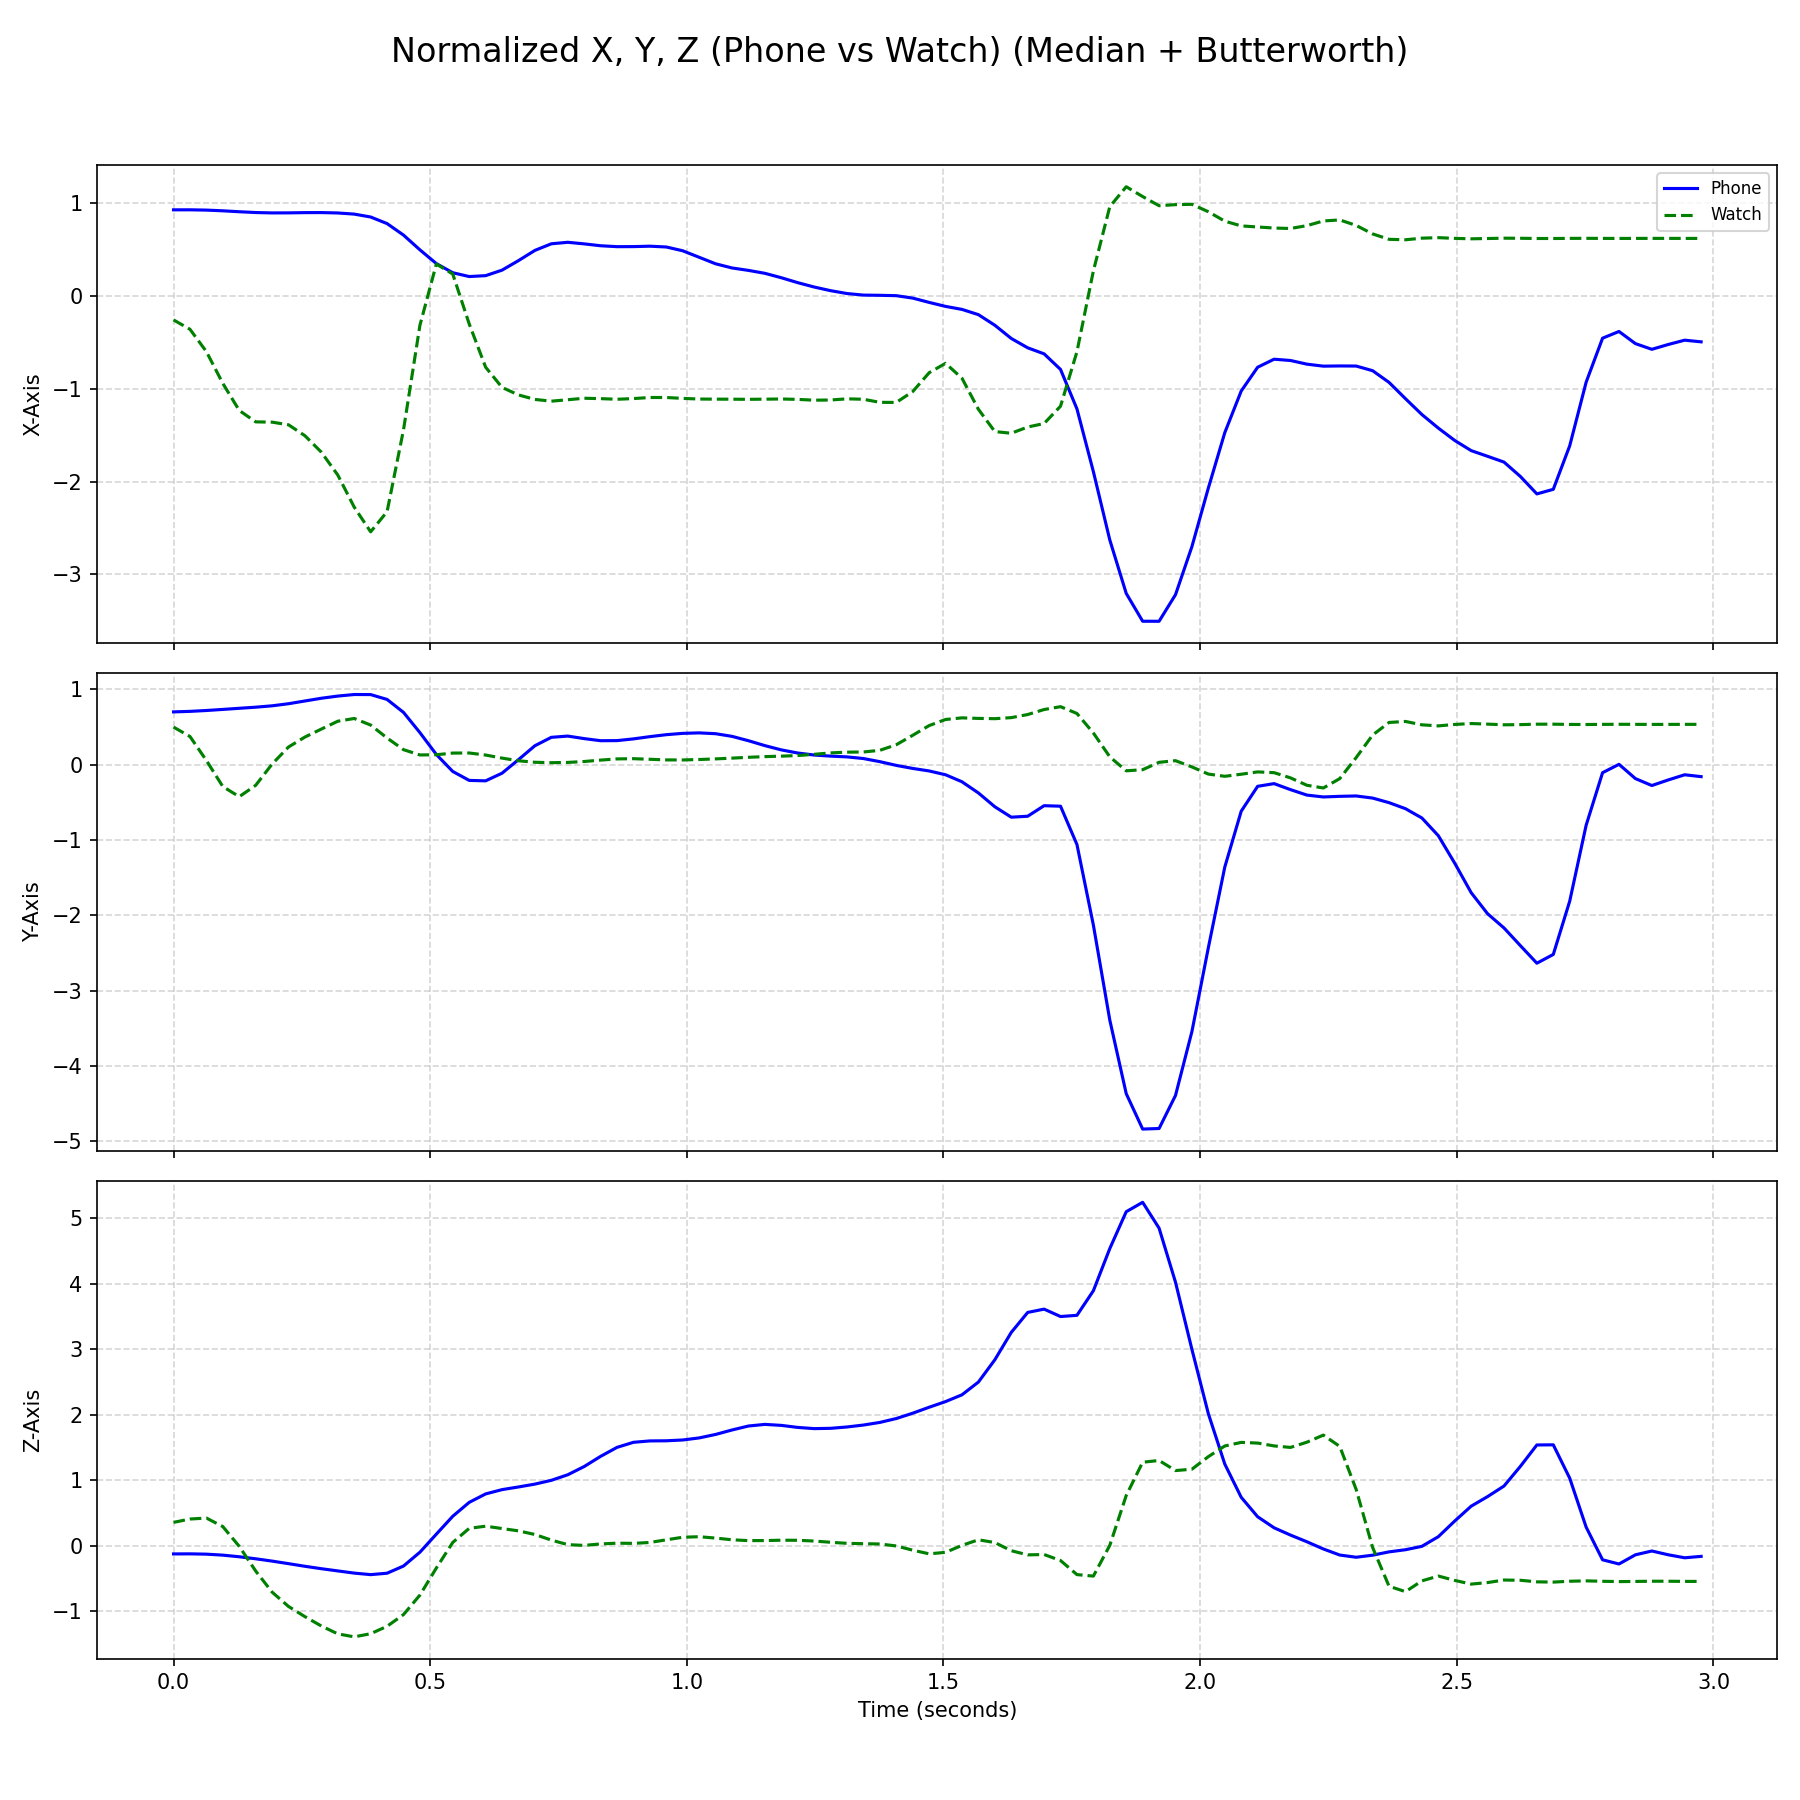 Normalized X, Y, Z (Phone vs Watch) (Median + Butterworth)
Phone
Watch
X-Axis
1
0
−1
−2
−3
Y-Axis
1
0
−1
−2
−3
−4
−5
Z-Axis
5
4
3
2
1
0
−1
0.0 0.5 1.0 1.5 2.0 2.5 3.0
Time (seconds)